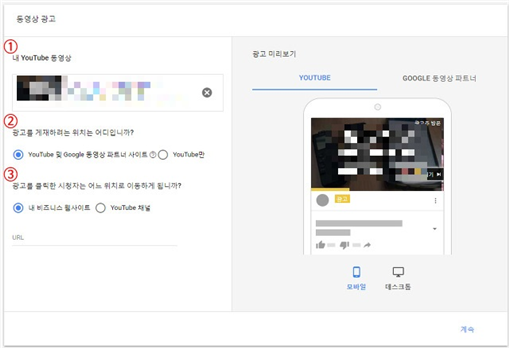 동영상 광고
①
내 YouTube 동영상
②
광고를 게재하려는 위치는 어디입니까?
YouTube 및 Google 동영상 파트너 사이트 ? YouTube만
③
광고를 클릭한 시청자는 어느 위치로 이동하게 됩니까?
내 비즈니스 웹사이트 YouTube 채널
URL
광고 미리보기
YOUTUBE GOOGLE 동영상 파트너
광고주 방문
광고
모바일 데스크톱
계속